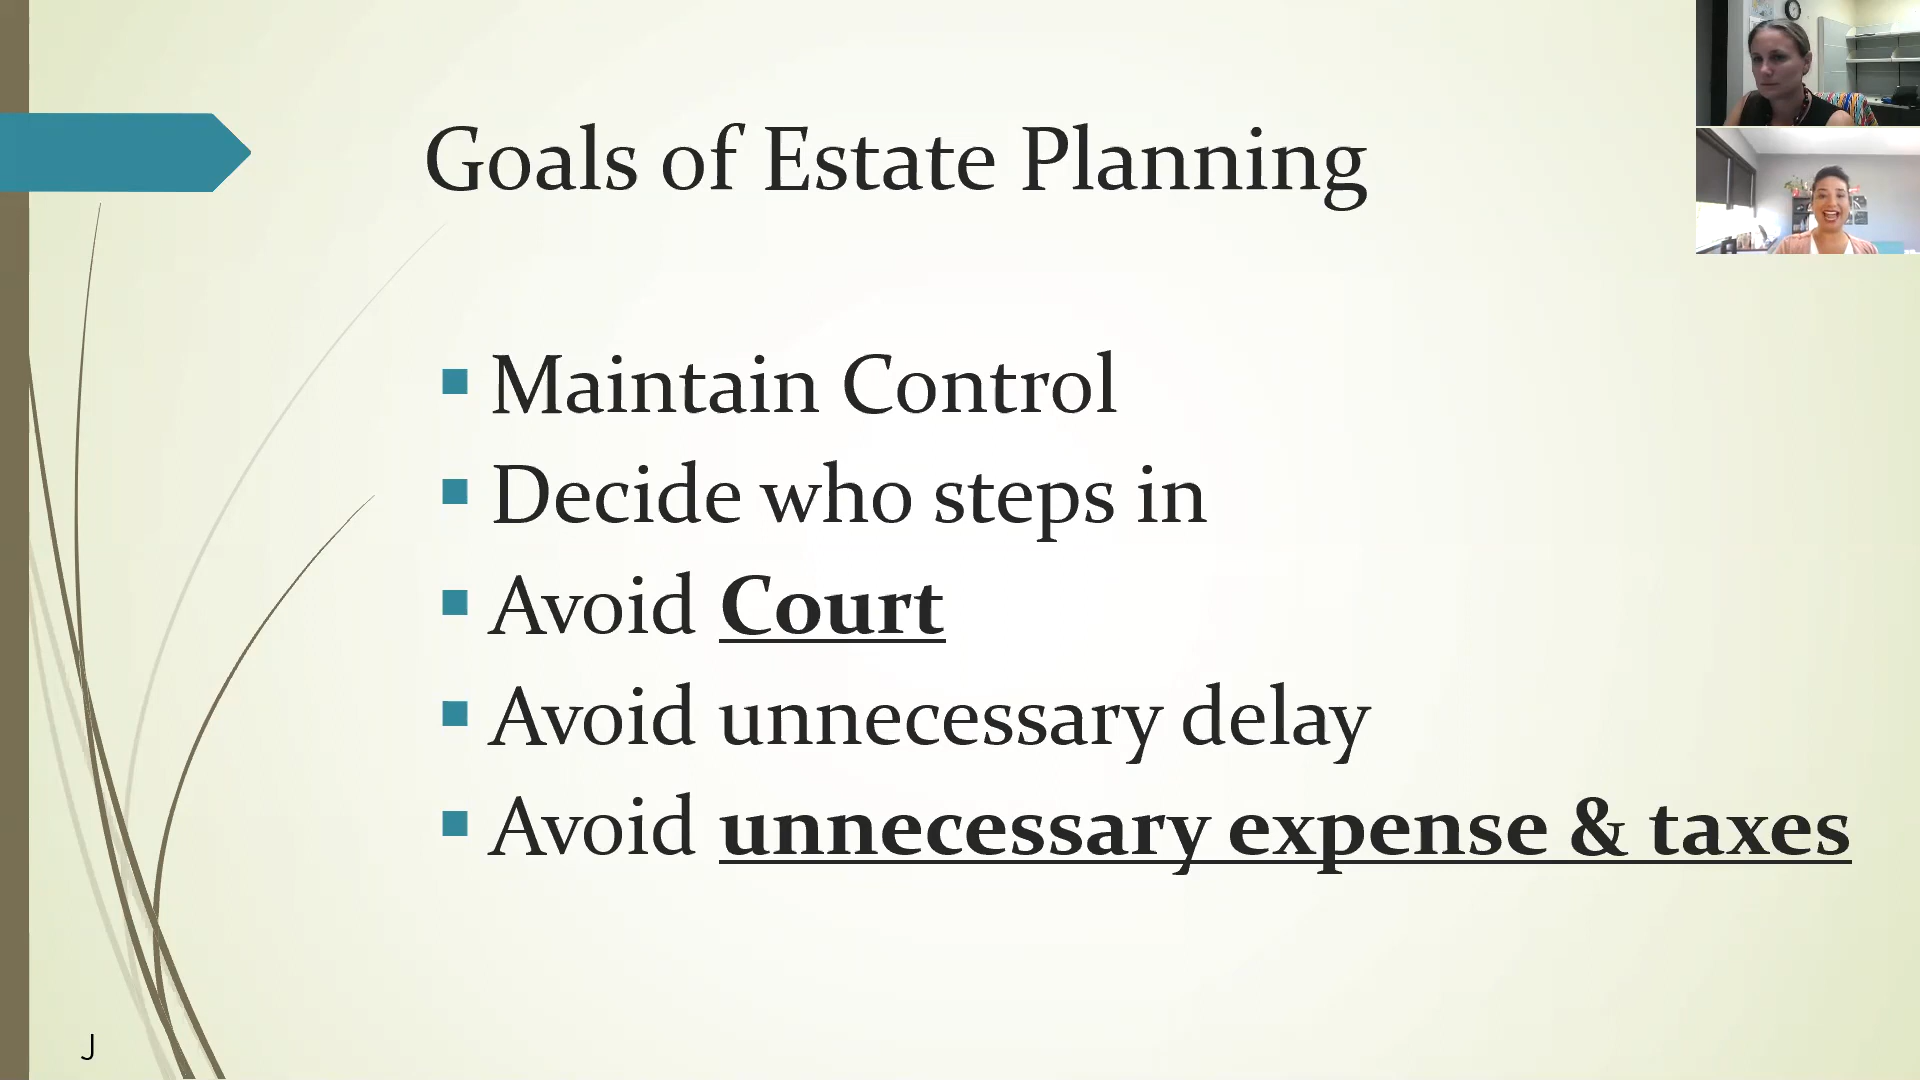 Goals of Estate Planning
Maintain Control
Decide who steps in
Avoid Court
Avoid unnecessary delay
Avoid unnecessary expense & taxes
J